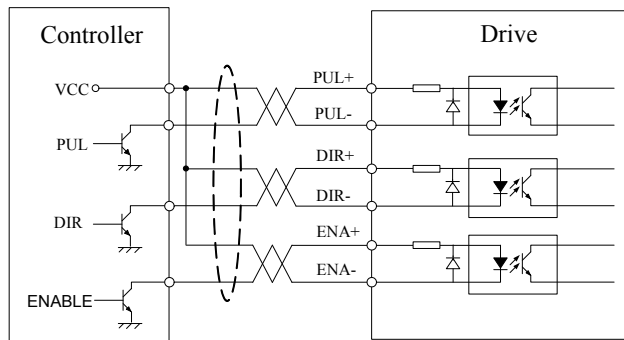 Controller
Drive
VCC
PUL+
PUL-
PUL
DIR+
DIR-
DIR
ENA+
ENA-
ENABLE